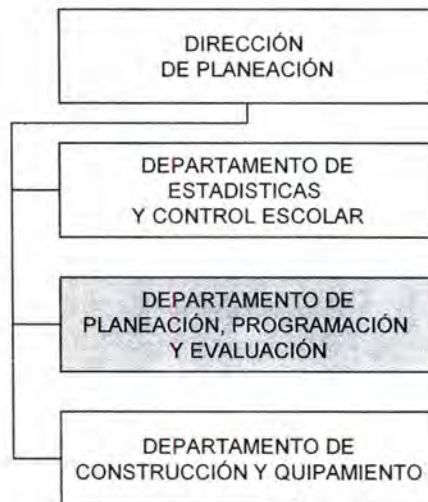 DIRECCIÓN
DE PLANEACIÓN
DEPARTAMENTO DE
ESTADISTICAS
Y CONTROL ESCOLAR
DEPARTAMENTO DE
PLANEACIÓN, PROGRAMACIÓN
Y EVALUACIÓN
DEPARTAMENTO DE
CONSTRUCCIÓN Y QUIPAMIENTO